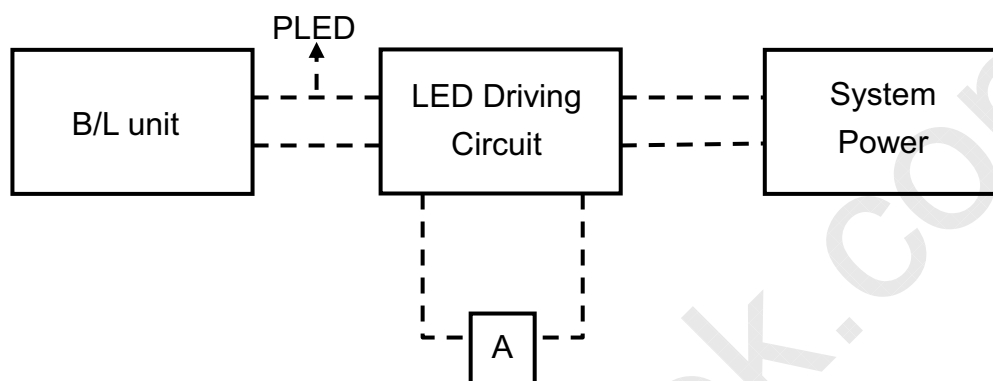 PLED
B/L unit
LED Driving
Circuit
System
Power
A